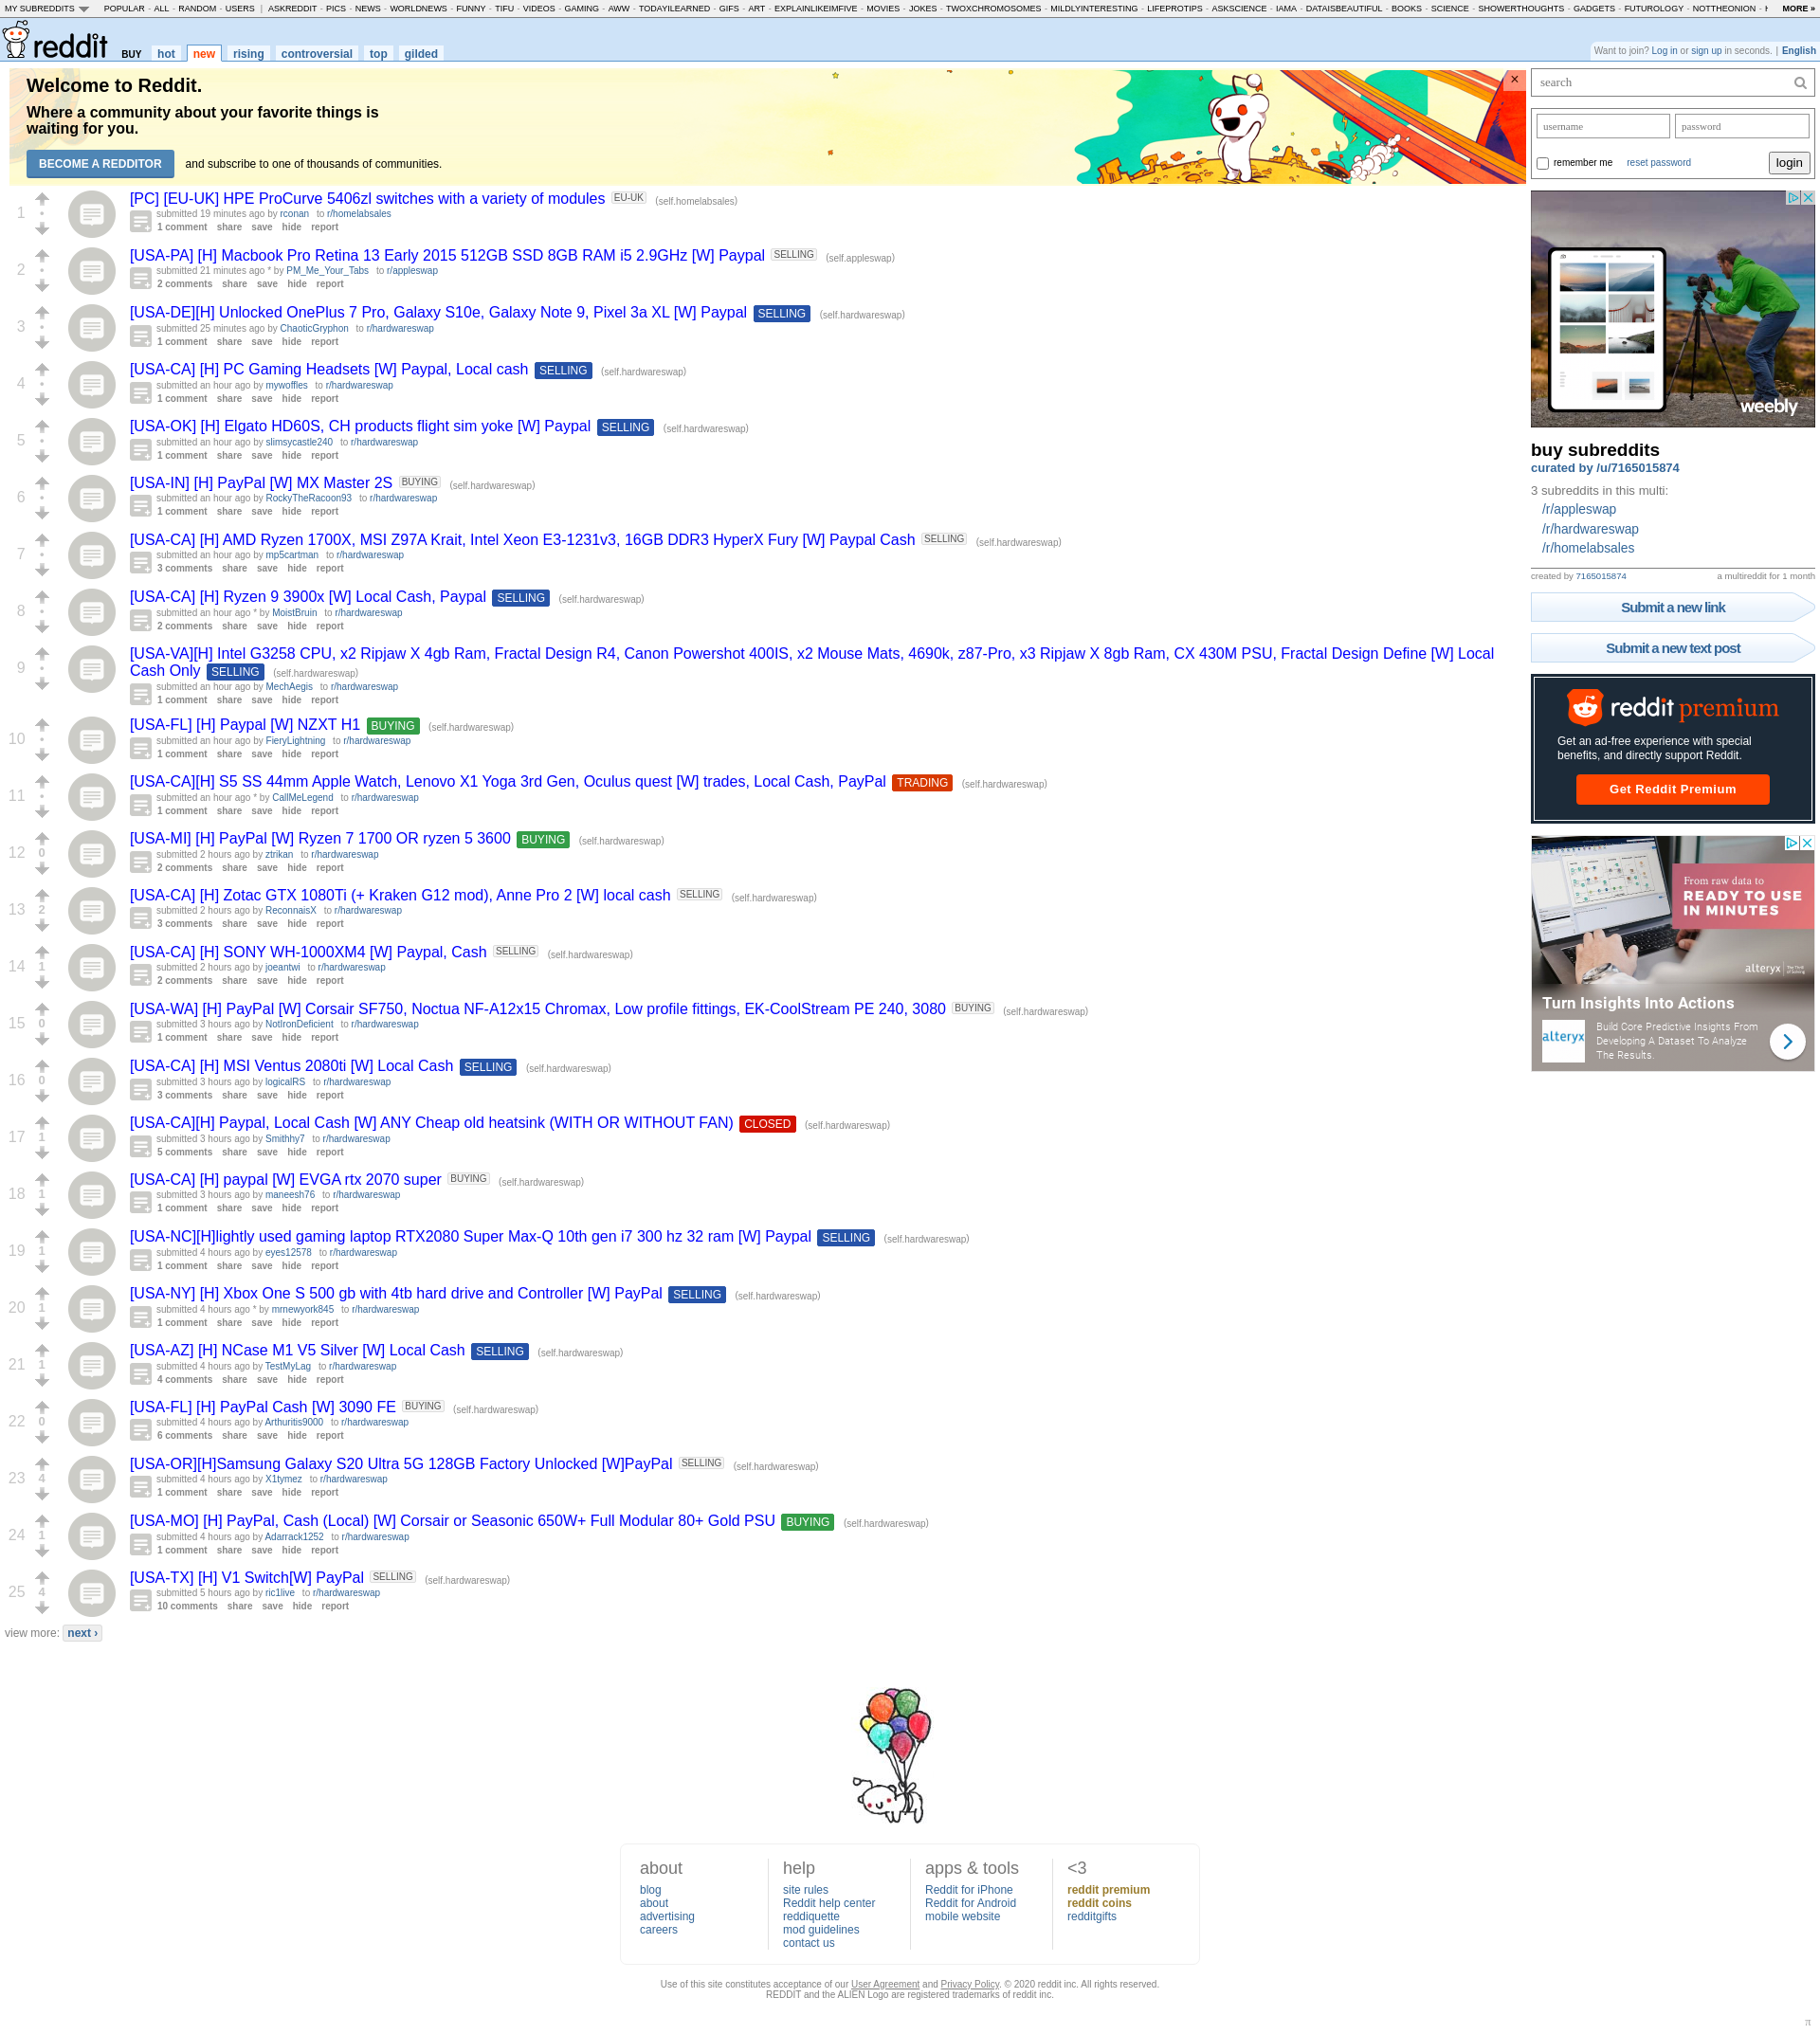 MY SUBREDDITS POPULAR - ALL - RANDOM - USERS | ASKREDDIT - PICS - NEWS - WORLDNEWS - FUNNY - TIFU - VIDEOS - GAMING - AWW - TODAYILEARNED - GIFS - ART - EXPLAINLIKEIMFIVE - MOVIES - JOKES - TWOXCHROMOSOMES - MILDLYINTERESTING - LIFEPROTIPS - ASKSCIENCE - IAMA - DATAISBEAUTIFUL - BOOKS - SCIENCE - SHOWERTHOUGHTS - GADGETS - FUTUROLOGY - NOTTHEONION - MORE »
reddit BUY hot new rising controversial top gilded
Want to join? Log in or sign up in seconds. | English
Welcome to Reddit.
Where a community about your favorite things is
waiting for you.
BECOME A REDDITOR and subscribe to one of thousands of communities.
×
1
[PC] [EU-UK] HPE ProCurve 5406zl switches with a variety of modules EU-UK (self.homelabsales)
submitted 19 minutes ago by rconan to r/homelabsales
1 comment share save hide report
2
[USA-PA] [H] Macbook Pro Retina 13 Early 2015 512GB SSD 8GB RAM i5 2.9GHz [W] Paypal SELLING (self.appleswap)
submitted 21 minutes ago * by PM_Me_Your_Tabs to r/appleswap
2 comments share save hide report
3
[USA-DE][H] Unlocked OnePlus 7 Pro, Galaxy S10e, Galaxy Note 9, Pixel 3a XL [W] Paypal SELLING (self.hardwareswap)
submitted 25 minutes ago by ChaoticGryphon to r/hardwareswap
1 comment share save hide report
4
[USA-CA] [H] PC Gaming Headsets [W] Paypal, Local cash SELLING (self.hardwareswap)
submitted an hour ago by mywoffles to r/hardwareswap
1 comment share save hide report
5
[USA-OK] [H] Elgato HD60S, CH products flight sim yoke [W] Paypal SELLING (self.hardwareswap)
submitted an hour ago by slimsycastle240 to r/hardwareswap
1 comment share save hide report
6
[USA-IN] [H] PayPal [W] MX Master 2S BUYING (self.hardwareswap)
submitted an hour ago by RockyTheRacoon93 to r/hardwareswap
1 comment share save hide report
7
[USA-CA] [H] AMD Ryzen 1700X, MSI Z97A Krait, Intel Xeon E3-1231v3, 16GB DDR3 HyperX Fury [W] Paypal Cash SELLING (self.hardwareswap)
submitted an hour ago by mp5cartman to r/hardwareswap
3 comments share save hide report
8
[USA-CA] [H] Ryzen 9 3900x [W] Local Cash, Paypal SELLING (self.hardwareswap)
submitted an hour ago * by MoistBruin to r/hardwareswap
2 comments share save hide report
9
[USA-VA][H] Intel G3258 CPU, x2 Ripjaw X 4gb Ram, Fractal Design R4, Canon Powershot 400IS, x2 Mouse Mats, 4690k, z87-Pro, x3 Ripjaw X 8gb Ram, CX 430M PSU, Fractal Design Define [W] Local
Cash Only SELLING (self.hardwareswap)
submitted an hour ago by MechAegis to r/hardwareswap
1 comment share save hide report
10
[USA-FL] [H] Paypal [W] NZXT H1 BUYING (self.hardwareswap)
submitted an hour ago by FieryLightning to r/hardwareswap
1 comment share save hide report
11
[USA-CA][H] S5 SS 44mm Apple Watch, Lenovo X1 Yoga 3rd Gen, Oculus quest [W] trades, Local Cash, PayPal TRADING (self.hardwareswap)
submitted an hour ago * by CallMeLegend to r/hardwareswap
1 comment share save hide report
12 0
[USA-MI] [H] PayPal [W] Ryzen 7 1700 OR ryzen 5 3600 BUYING (self.hardwareswap)
submitted 2 hours ago by ztrikan to r/hardwareswap
2 comments share save hide report
13 2
[USA-CA] [H] Zotac GTX 1080Ti (+ Kraken G12 mod), Anne Pro 2 [W] local cash SELLING (self.hardwareswap)
submitted 2 hours ago by ReconnaisX to r/hardwareswap
3 comments share save hide report
14 1
[USA-CA] [H] SONY WH-1000XM4 [W] Paypal, Cash SELLING (self.hardwareswap)
submitted 2 hours ago by joeantwi to r/hardwareswap
2 comments share save hide report
15 0
[USA-WA] [H] PayPal [W] Corsair SF750, Noctua NF-A12x15 Chromax, Low profile fittings, EK-CoolStream PE 240, 3080 BUYING (self.hardwareswap)
submitted 3 hours ago by NotIronDeficient to r/hardwareswap
1 comment share save hide report
16 0
[USA-CA] [H] MSI Ventus 2080ti [W] Local Cash SELLING (self.hardwareswap)
submitted 3 hours ago by logicalRS to r/hardwareswap
3 comments share save hide report
17 1
[USA-CA][H] Paypal, Local Cash [W] ANY Cheap old heatsink (WITH OR WITHOUT FAN) CLOSED (self.hardwareswap)
submitted 3 hours ago by Smithhy7 to r/hardwareswap
5 comments share save hide report
18 1
[USA-CA] [H] paypal [W] EVGA rtx 2070 super BUYING (self.hardwareswap)
submitted 3 hours ago by maneesh76 to r/hardwareswap
1 comment share save hide report
19 1
[USA-NC][H]lightly used gaming laptop RTX2080 Super Max-Q 10th gen i7 300 hz 32 ram [W] Paypal SELLING (self.hardwareswap)
submitted 4 hours ago by eyes12578 to r/hardwareswap
1 comment share save hide report
20 1
[USA-NY] [H] Xbox One S 500 gb with 4tb hard drive and Controller [W] PayPal SELLING (self.hardwareswap)
submitted 4 hours ago * by mrnewyork845 to r/hardwareswap
1 comment share save hide report
21 1
[USA-AZ] [H] NCase M1 V5 Silver [W] Local Cash SELLING (self.hardwareswap)
submitted 4 hours ago by TestMyLag to r/hardwareswap
4 comments share save hide report
22 0
[USA-FL] [H] PayPal Cash [W] 3090 FE BUYING (self.hardwareswap)
submitted 4 hours ago by Arthuritis9000 to r/hardwareswap
6 comments share save hide report
23 4
[USA-OR][H]Samsung Galaxy S20 Ultra 5G 128GB Factory Unlocked [W]PayPal SELLING (self.hardwareswap)
submitted 4 hours ago by X1tymez to r/hardwareswap
1 comment share save hide report
24 1
[USA-MO] [H] PayPal, Cash (Local) [W] Corsair or Seasonic 650W+ Full Modular 80+ Gold PSU BUYING (self.hardwareswap)
submitted 4 hours ago by Adarrack1252 to r/hardwareswap
1 comment share save hide report
25 4
[USA-TX] [H] V1 Switch[W] PayPal SELLING (self.hardwareswap)
submitted 5 hours ago by ric1live to r/hardwareswap
10 comments share save hide report
view more: next ›
search
username password
remember me reset password login
weebly
buy subreddits
curated by /u/7165015874
3 subreddits in this multi:
/r/appleswap
/r/hardwareswap
/r/homelabsales
created by 7165015874 a multireddit for 1 month
Submit a new link
Submit a new text post
reddit premium
Get an ad-free experience with special
benefits, and directly support Reddit.
Get Reddit Premium
From raw data to
READY TO USE
IN MINUTES
alteryx
Turn Insights Into Actions
alteryx
Build Core Predictive Insights From
Developing A Dataset To Analyze
The Results.
about
blog
about
advertising
careers
help
site rules
Reddit help center
reddiquette
mod guidelines
contact us
apps & tools
Reddit for iPhone
Reddit for Android
mobile website
<3
reddit premium
reddit coins
redditgifts
Use of this site constitutes acceptance of our User Agreement and Privacy Policy. © 2020 reddit inc. All rights reserved.
REDDIT and the ALIEN Logo are registered trademarks of reddit inc.
π